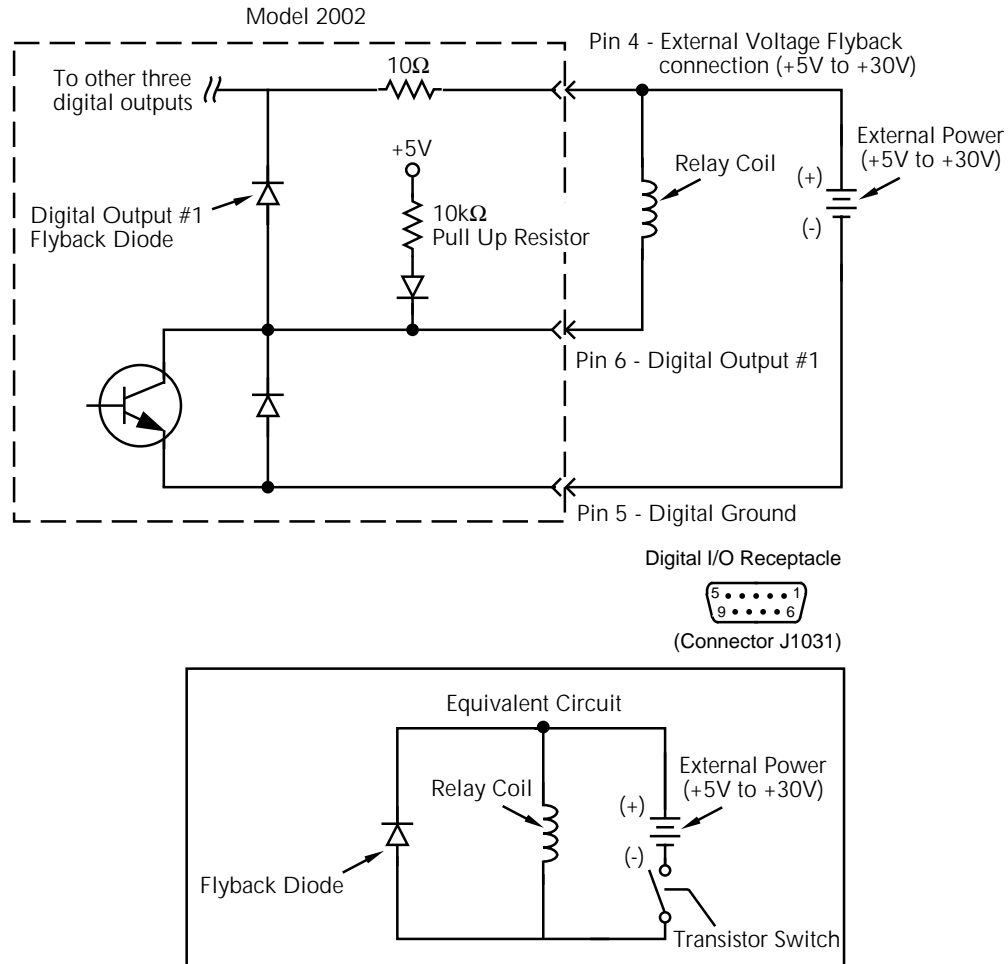 Model 2002
Pin 4 - External Voltage Flyback
connection (+5V to +30V)
To other three
digital outputs
10Ω
External Power
(+5V to +30V)
+5V
Relay Coil
(+)
(-)
Digital Output #1
Flyback Diode
10kΩ
Pull Up Resistor
Pin 6 - Digital Output #1
Pin 5 - Digital Ground
Digital I/O Receptacle
5 1
9 6
(Connector J1031)
Equivalent Circuit
Relay Coil
External Power
(+5V to +30V)
(+)
(-)
Flyback Diode
Transistor Switch